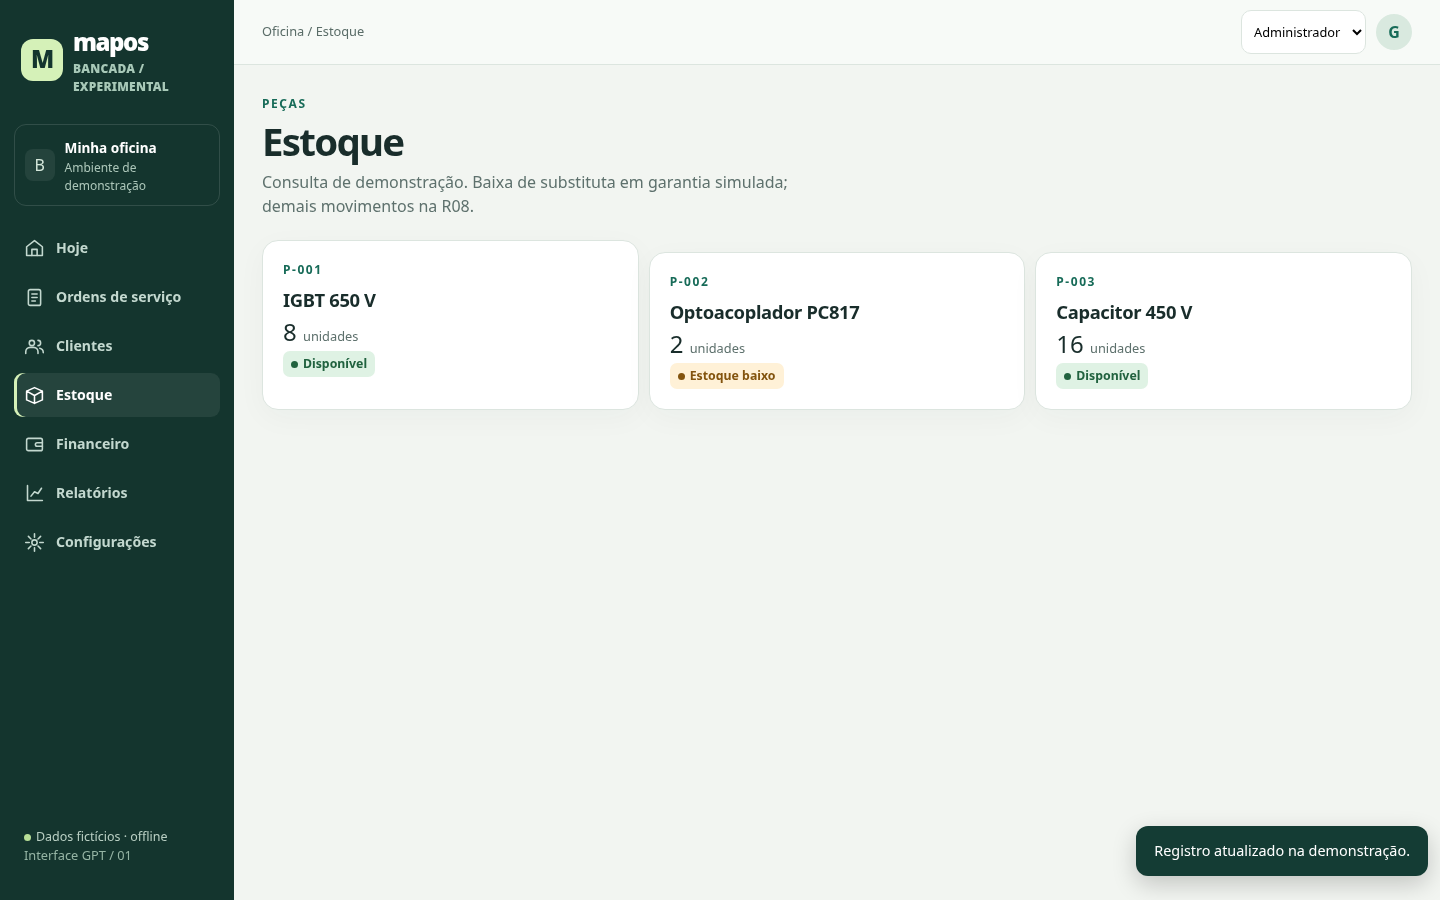 M
mapos
BANCADA /
EXPERIMENTAL
B
Minha oficina
Ambiente de
demonstração
Hoje
Ordens de serviço
Clientes
Estoque
Financeiro
Relatórios
Configurações
Dados fictícios · offline
Interface GPT / 01
Oficina / Estoque
Administrador
G
PEÇAS
Estoque
Consulta de demonstração. Baixa de substituta em garantia simulada;
demais movimentos na R08.
P-001
IGBT 650 V
8 unidades
Disponível
P-002
Optoacoplador PC817
2 unidades
Estoque baixo
P-003
Capacitor 450 V
16 unidades
Disponível
Registro atualizado na demonstração.